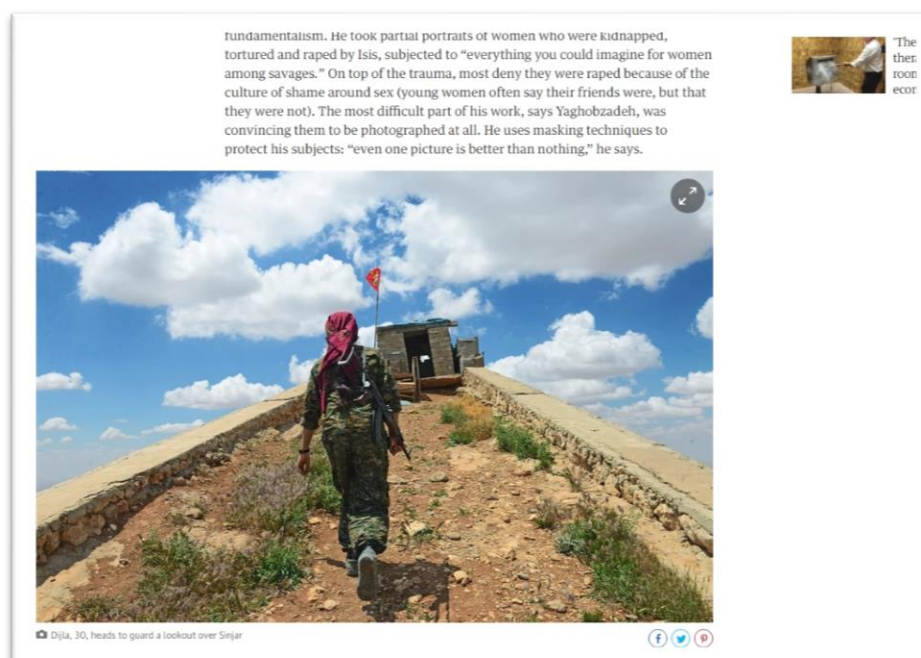 fundamentalism. He took partial portraits of women who were kidnapped,
tortured and raped by Isis, subjected to “everything you could imagine for women
among savages.” On top of the trauma, most deny they were raped because of the
culture of shame around sex (young women often say their friends were, but that
they were not). The most difficult part of his work, says Yaghobzadeh, was
convincing them to be photographed at all. He uses masking techniques to
protect his subjects: “even one picture is better than nothing,” he says.
Dijla, 30, heads to guard a lookout over Sinjar
'The